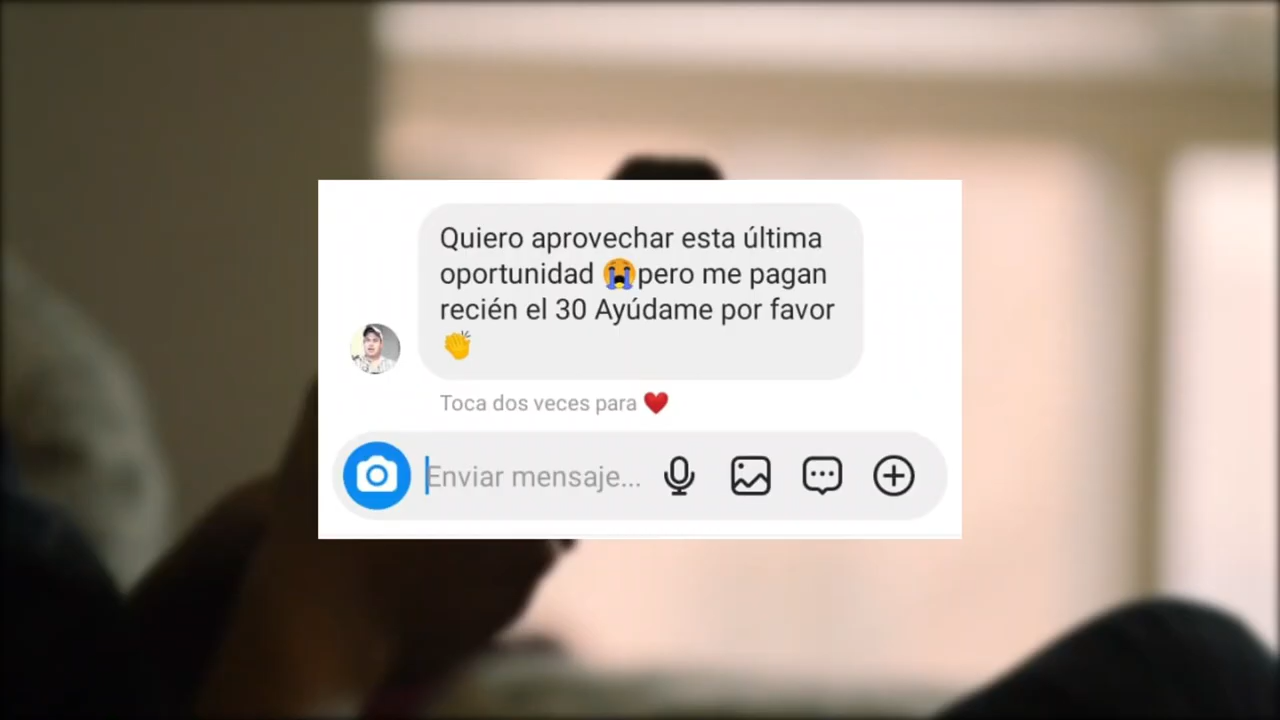 Quiero aprovechar esta última
oportunidad 😭pero me pagan
recién el 30 Ayúdame por favor
👏
Toca dos veces para ❤️
Enviar mensaje...